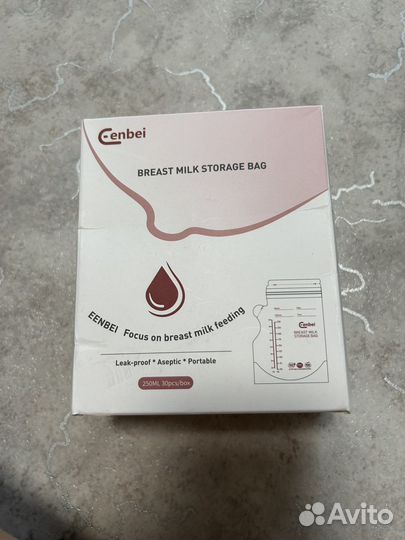 Eenbei
BREAST MILK STORAGE BAG
EENBEI Focus on breast milk feeding
Leak-proof * Aseptic * Portable
250ML 30pcs/box
Eenbei
BREAST MILK
STORAGE BAG
Avito